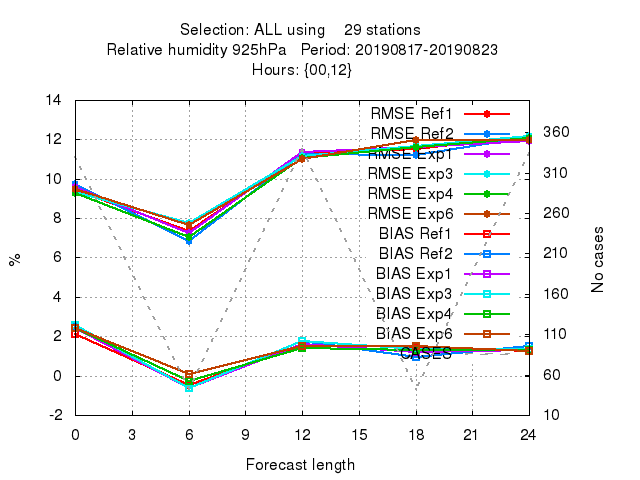 Selection: ALL using    29 stations
Relative humidity 925hPa   Period: 20190817-20190823
Hours: {00,12}
14
12
10
8
6
4
2
0
-2
%
RMSE Ref1
RMSE Ref2
RMSE Exp1
RMSE Exp3
RMSE Exp4
RMSE Exp6
BIAS Ref1
BIAS Ref2
BIAS Exp1
BIAS Exp3
BIAS Exp4
BIAS Exp6
CASES
360
310
260
210
160
110
60
10
No cases
0 3 6 9 12 15 18 21 24
Forecast length